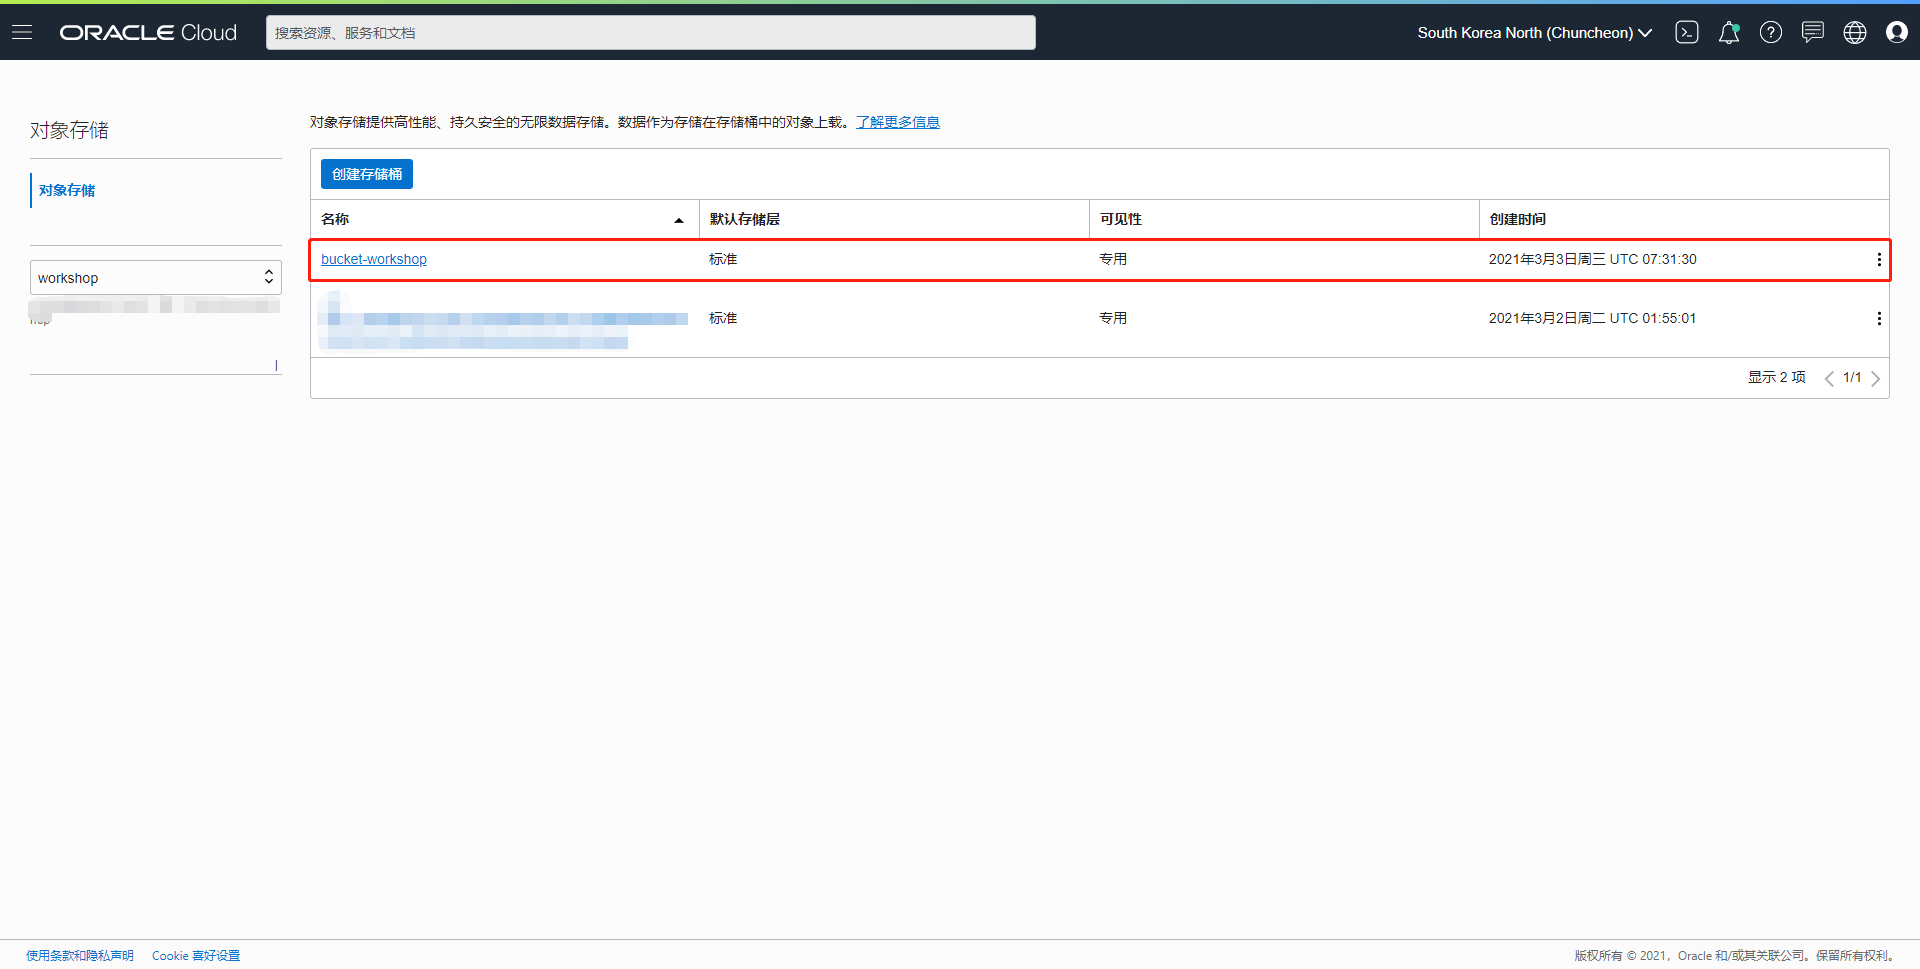 ORACLE Cloud
搜索资源、服务和文档
South Korea North (Chuncheon)
对象存储
对象存储
workshop
对象存储提供高性能、持久安全的无限数据存储。数据作为存储在存储桶中的对象上载。了解更多信息
创建存储桶
名称 默认存储层 可见性 创建时间
bucket-workshop 标准 专用 2021年3月3日周三 UTC 07:31:30
标准 专用 2021年3月2日周二 UTC 01:55:01
显示 2 项 1/1
使用条款和隐私声明 Cookie 喜好设置
版权所有 © 2021，Oracle 和/或其关联公司。保留所有权利。